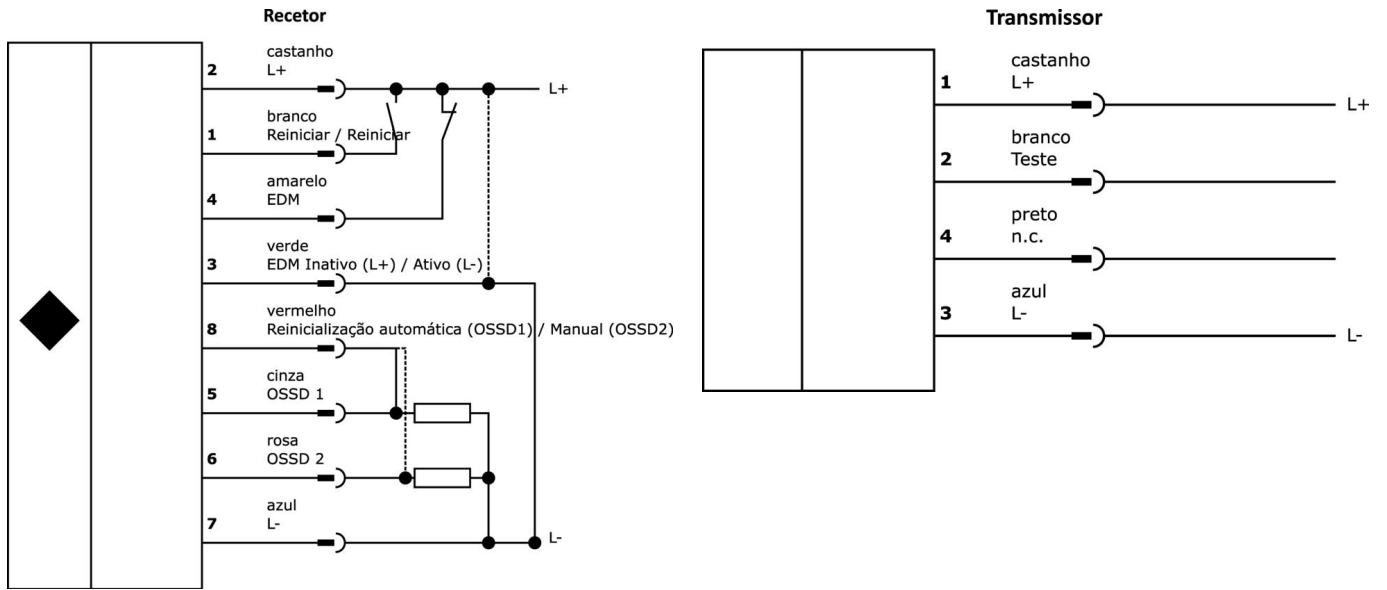 Recetor
castanho
2 L+
L+
branco
1 Reiniciar / Reiniciar
amarelo
4 EDM
verde
3 EDM Inativo (L+) / Ativo (L-)
vermelho
8 Reinicialização automática (OSSD1) / Manual (OSSD2)
cinza
5 OSSD 1
rosa
6 OSSD 2
azul
7 L-
L-
Transmissor
castanho
1 L+
L+
branco
2 Teste
preto
4 n.c.
azul
3 L-
L-